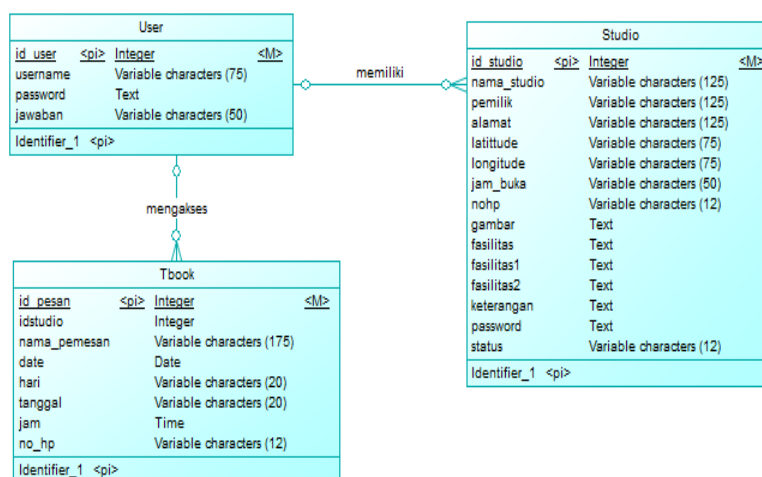 User
id_user <pi> Integer <M>
username Variable characters (75)
password Text
jawaban Variable characters (50)
Identifier_1 <pi>
memiliki
Studio
id_studio <pi> Integer <M>
nama_studio Variable characters (125)
pemilik Variable characters (125)
alamat Variable characters (125)
latittude Variable characters (75)
longitude Variable characters (75)
jam_buka Variable characters (50)
nohp Variable characters (12)
gambar Text
fasilitas Text
fasilitas1 Text
fasilitas2 Text
keterangan Text
password Text
status Variable characters (12)
Identifier_1 <pi>
mengakses
Tbook
id_pesan <pi> Integer <M>
idstudio Integer
nama_pemesan Variable characters (175)
date Date
hari Variable characters (20)
tanggal Variable characters (20)
jam Time
no_hp Variable characters (12)
Identifier_1 <pi>